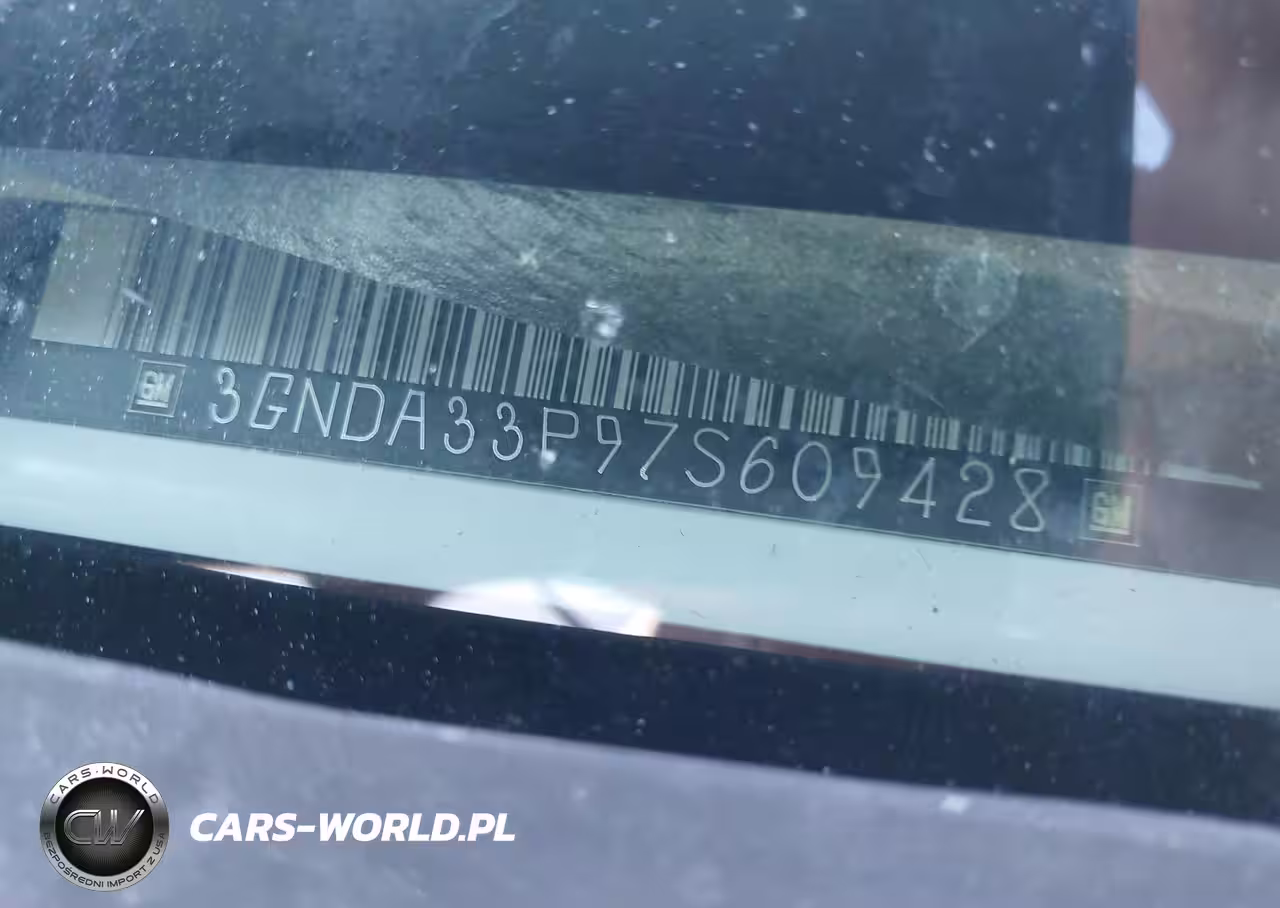 GM 3GNDA33P97S609428 GM
CARS-WORLD
CW
BEZPOŚREDNI IMPORT Z USA
CARS-WORLD.PL